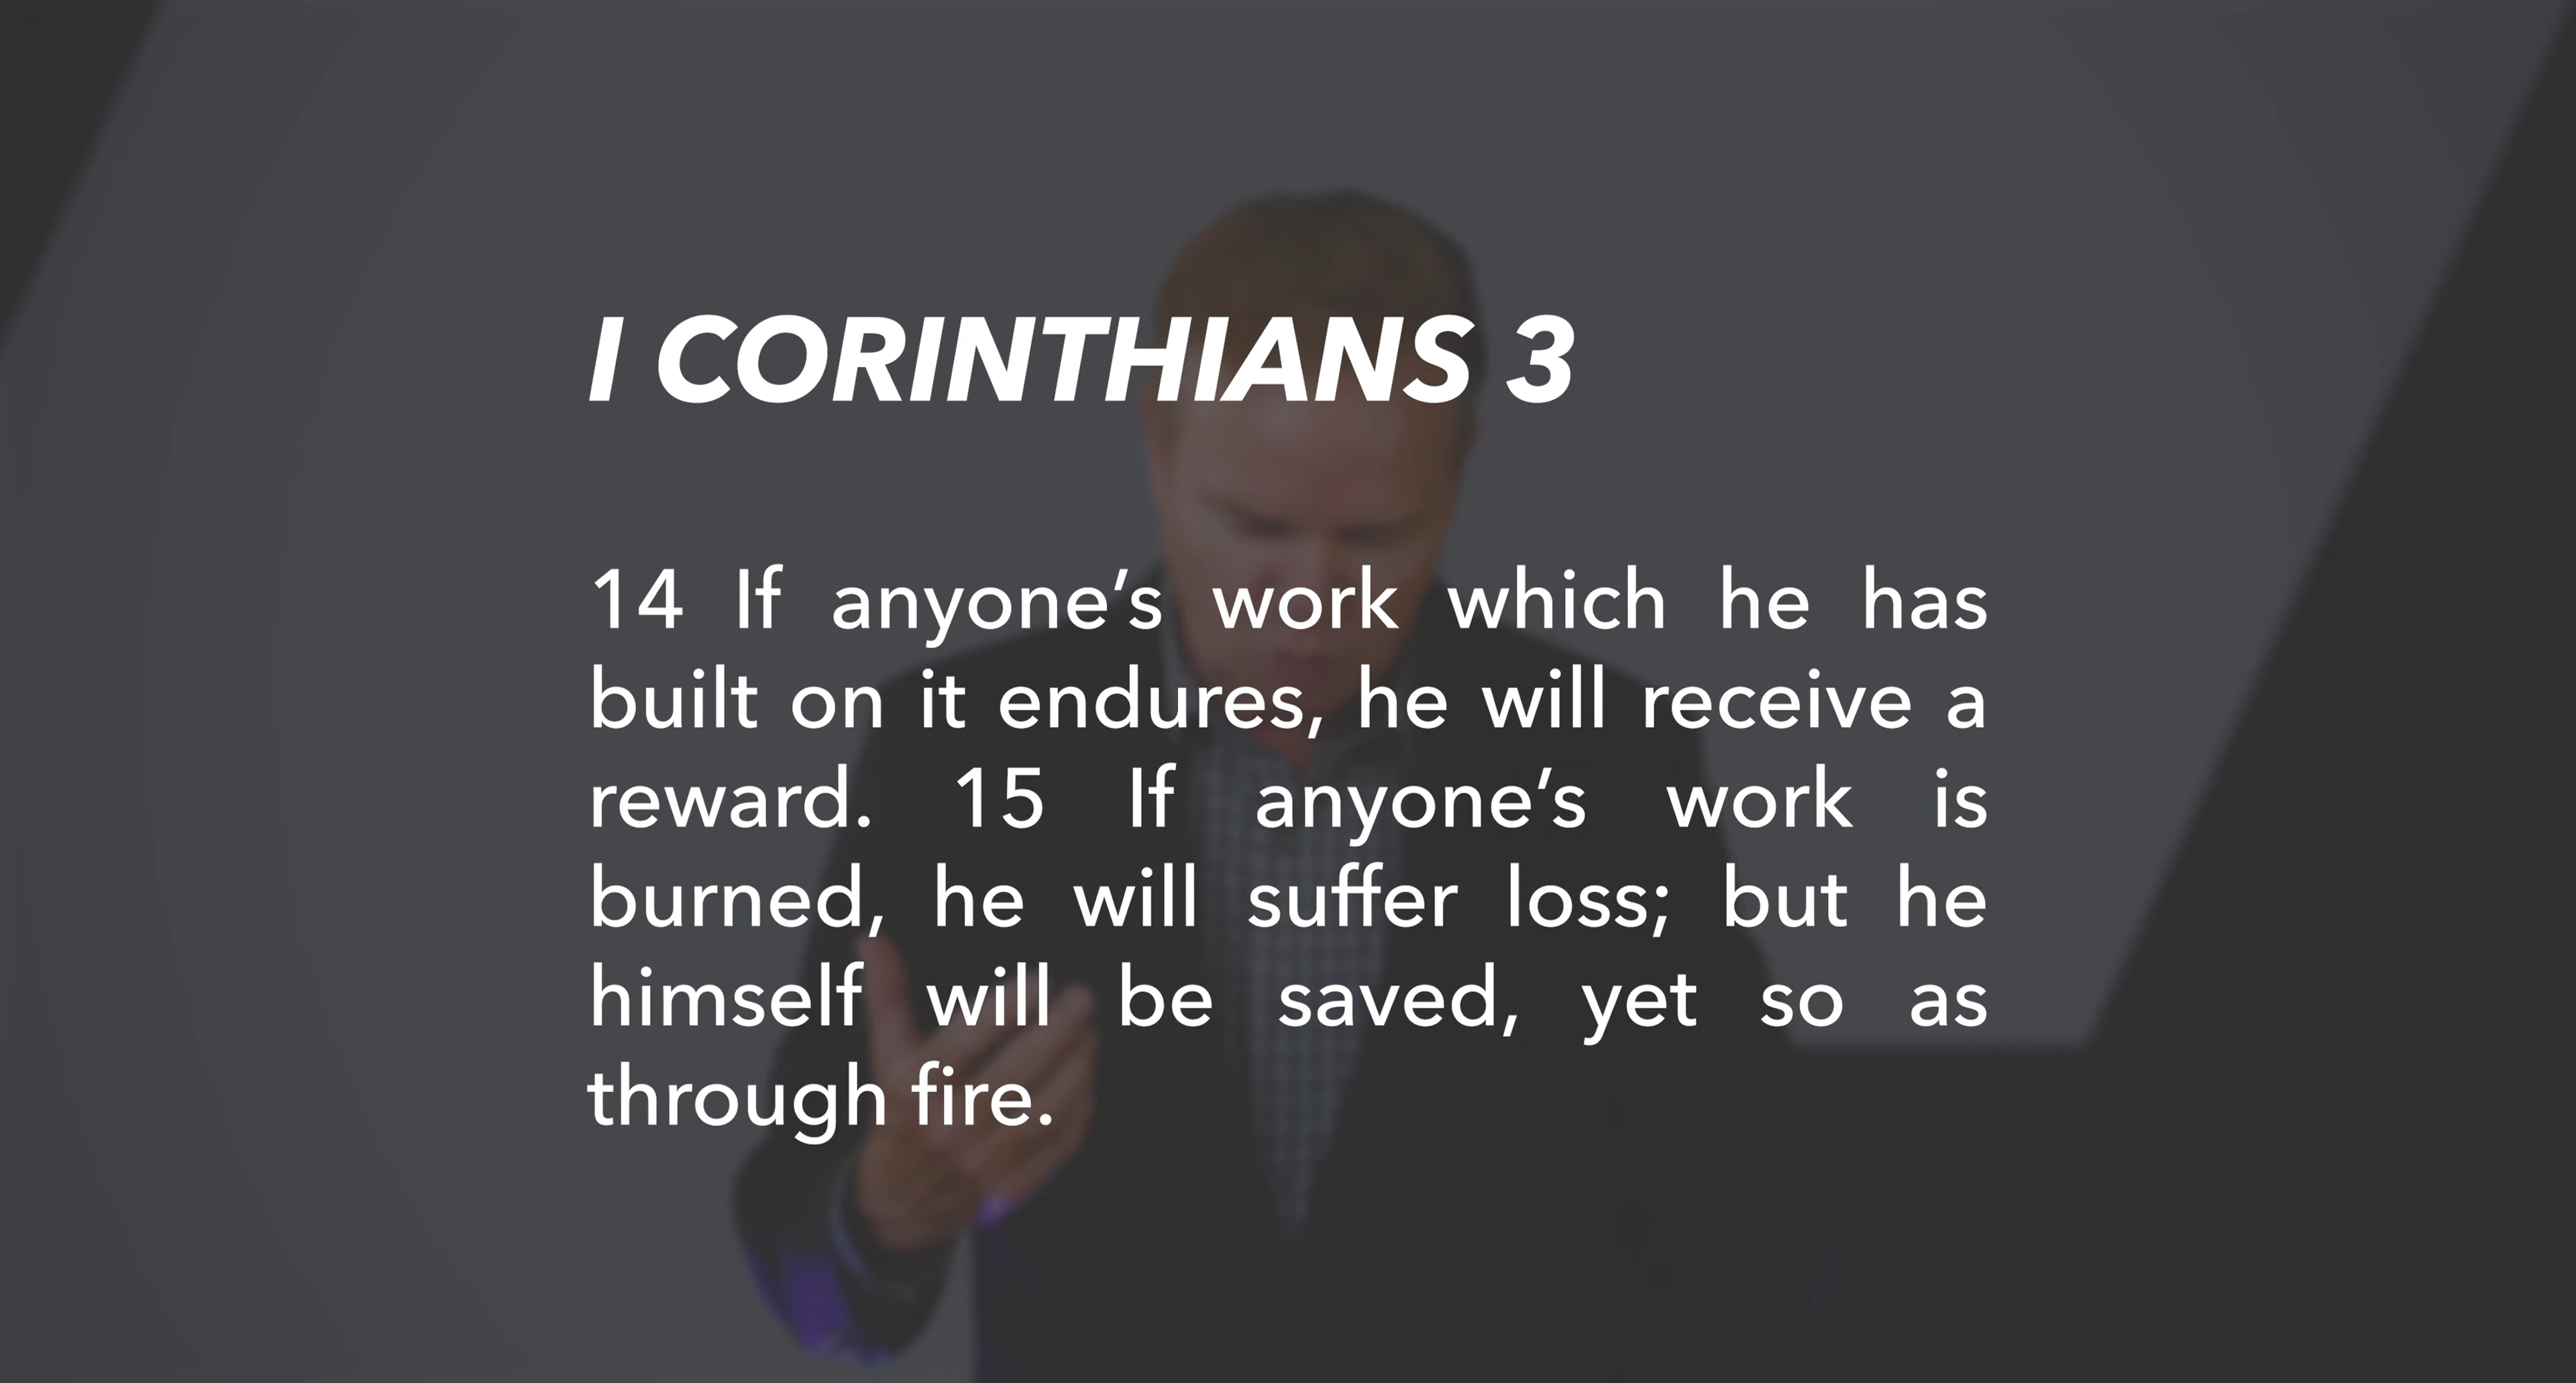 I CORINTHIANS 3
14 If anyone’s work which he has
built on it endures, he will receive a
reward. 15 If anyone’s work is
burned, he will suffer loss; but he
himself will be saved, yet so as
through fire.